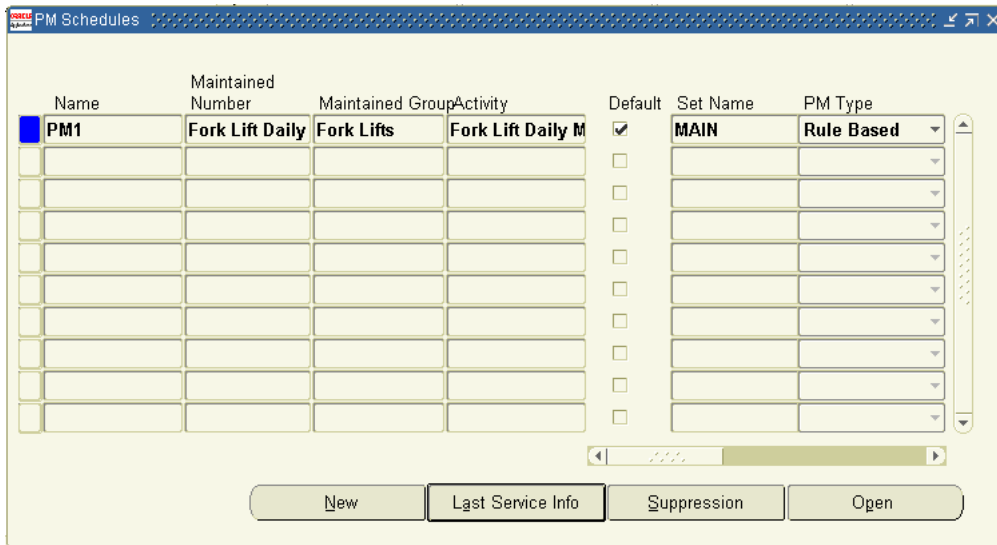 ORACLE PM Schedules
Maintained
Name Number Maintained Group Activity Default Set Name PM Type
PM1 Fork Lift Daily Fork Lifts Fork Lift Daily M MAIN Rule Based
New Last Service Info Suppression Open